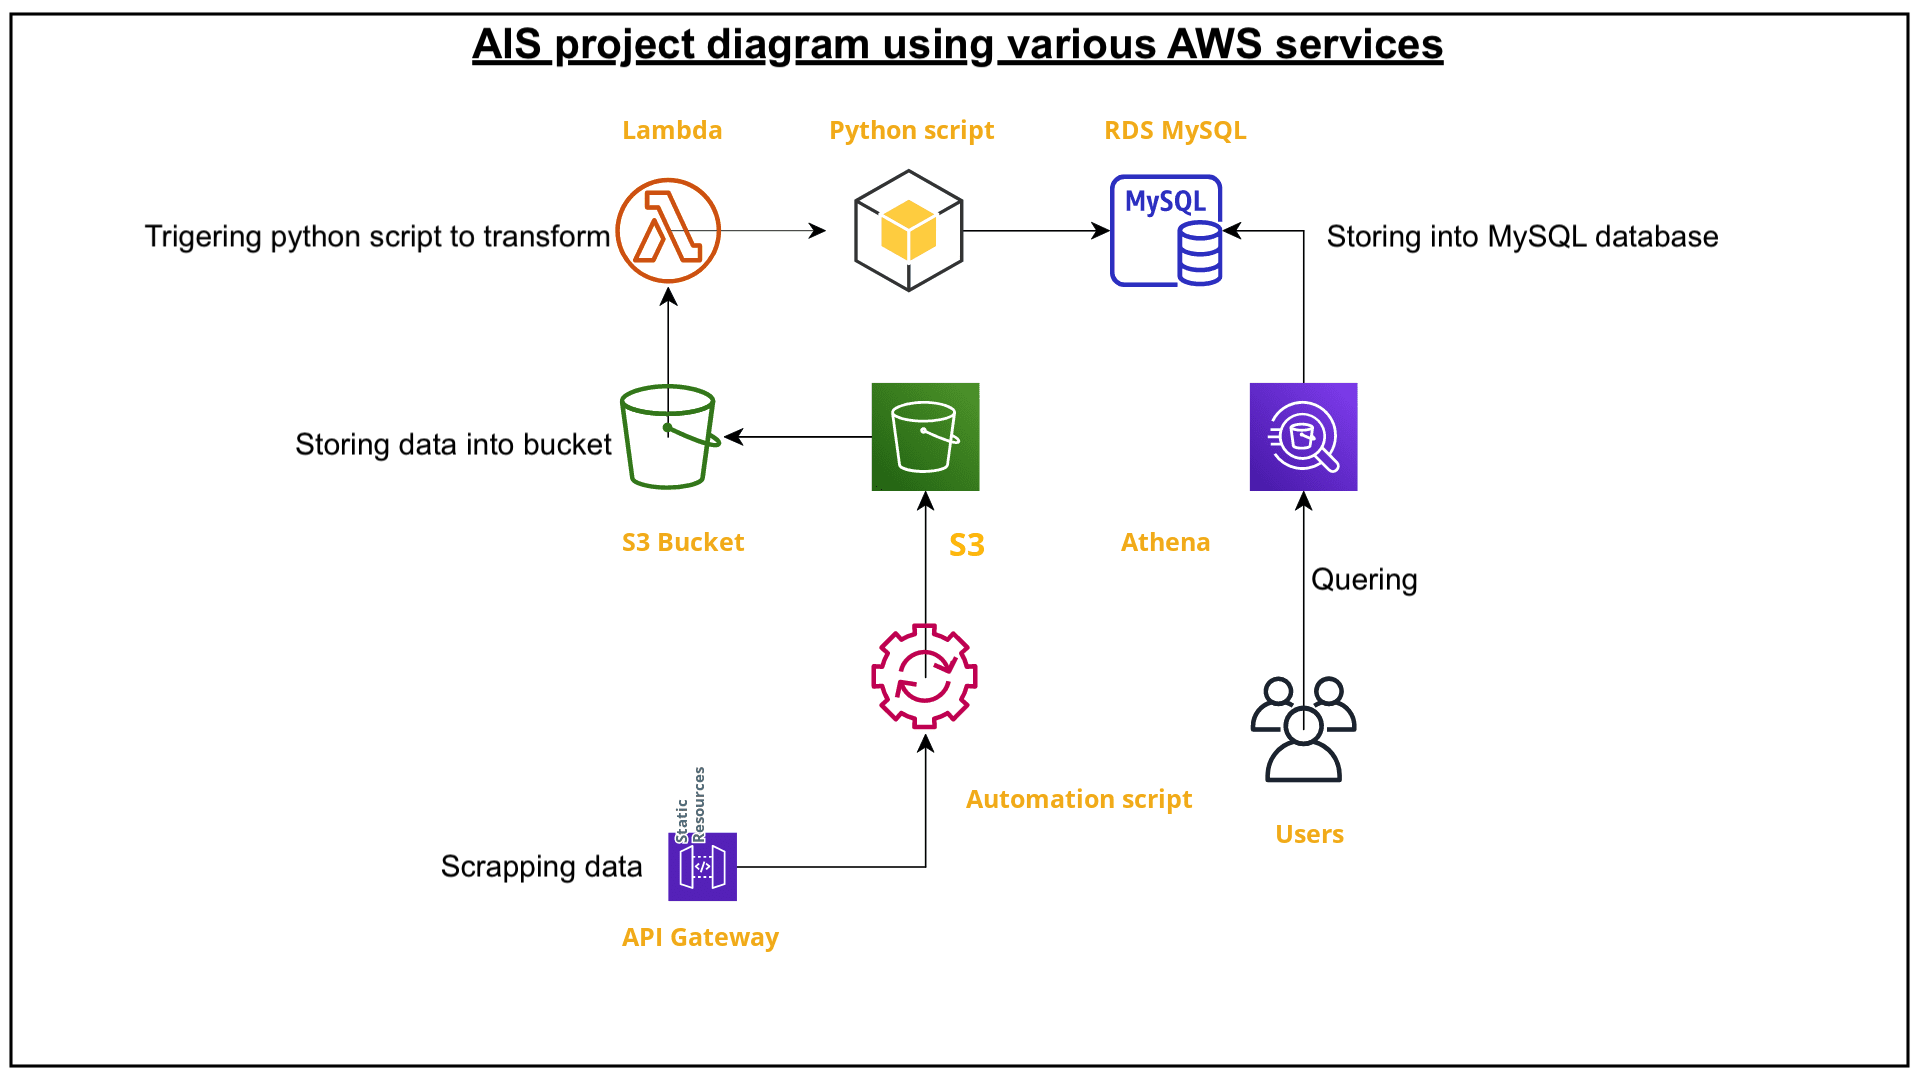 AIS project diagram using various AWS services
Lambda
Python script
RDS MySQL
MySQL
Trigering python script to transform
Storing into MySQL database
Storing data into bucket
S3 Bucket
S3
Athena
Quering
Static
Resources
Automation script
Users
Scrapping data
API Gateway